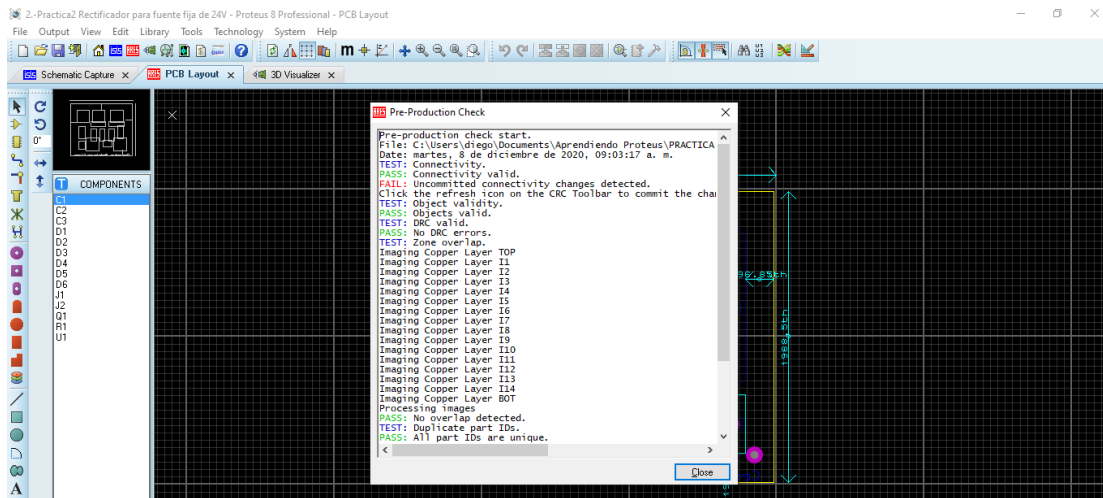 2.-Practica2 Rectificador para fuente fija de 24V - Proteus 8 Professional - PCB Layout
File Output View Edit Library Tools Technology System Help
Schematic Capture x PCB Layout x 3D Visualizer x
0°
COMPONENTS
C1
C2
C3
D1
D2
D3
D4
D5
D6
J1
J2
Q1
R1
U1
Pre-Production Check
Pre-production check start.
File: C:\Users\diego\Documents\Aprendiendo Proteus\PRACTICA
Date: martes, 8 de diciembre de 2020, 09:03:17 a. m.
TEST: Connectivity.
PASS: Connectivity valid.
FAIL: Uncommitted connectivity changes detected.
Click the refresh icon on the CRC Toolbar to commit the chan
TEST: Object validity.
PASS: Objects valid.
TEST: DRC valid.
PASS: No DRC errors.
TEST: Zone overlap.
Imaging Copper Layer TOP
Imaging Copper Layer I1
Imaging Copper Layer I2
Imaging Copper Layer I3
Imaging Copper Layer I4
Imaging Copper Layer I5
Imaging Copper Layer I6
Imaging Copper Layer I7
Imaging Copper Layer I8
Imaging Copper Layer I9
Imaging Copper Layer I10
Imaging Copper Layer I11
Imaging Copper Layer I12
Imaging Copper Layer I13
Imaging Copper Layer I14
Imaging Copper Layer BOT
Processing images
PASS: No overlap detected.
TEST: Duplicate part IDs.
PASS: All part IDs are unique.
Close
1968.5th